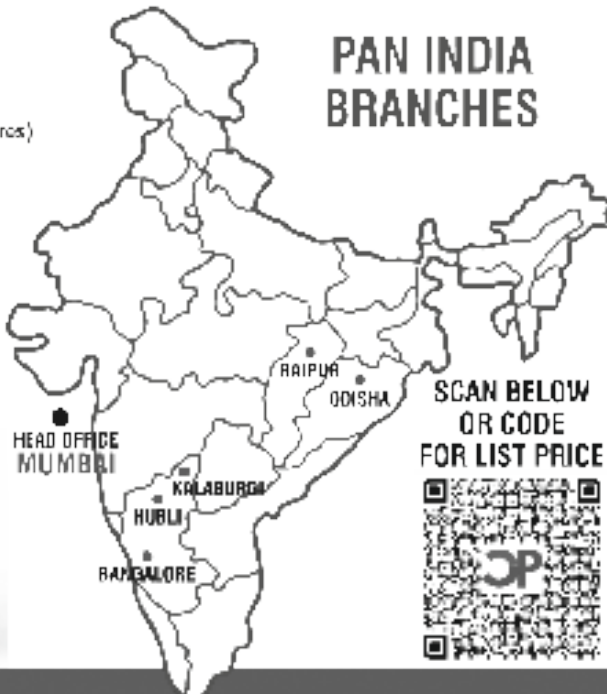 PAN INDIA
BRANCHES
RAIPUR
ODISHA
HEAD OFFICE
MUMBAI
KALABURGI
HUBLI
BANGALORE
SCAN BELOW
QR CODE
FOR LIST PRICE